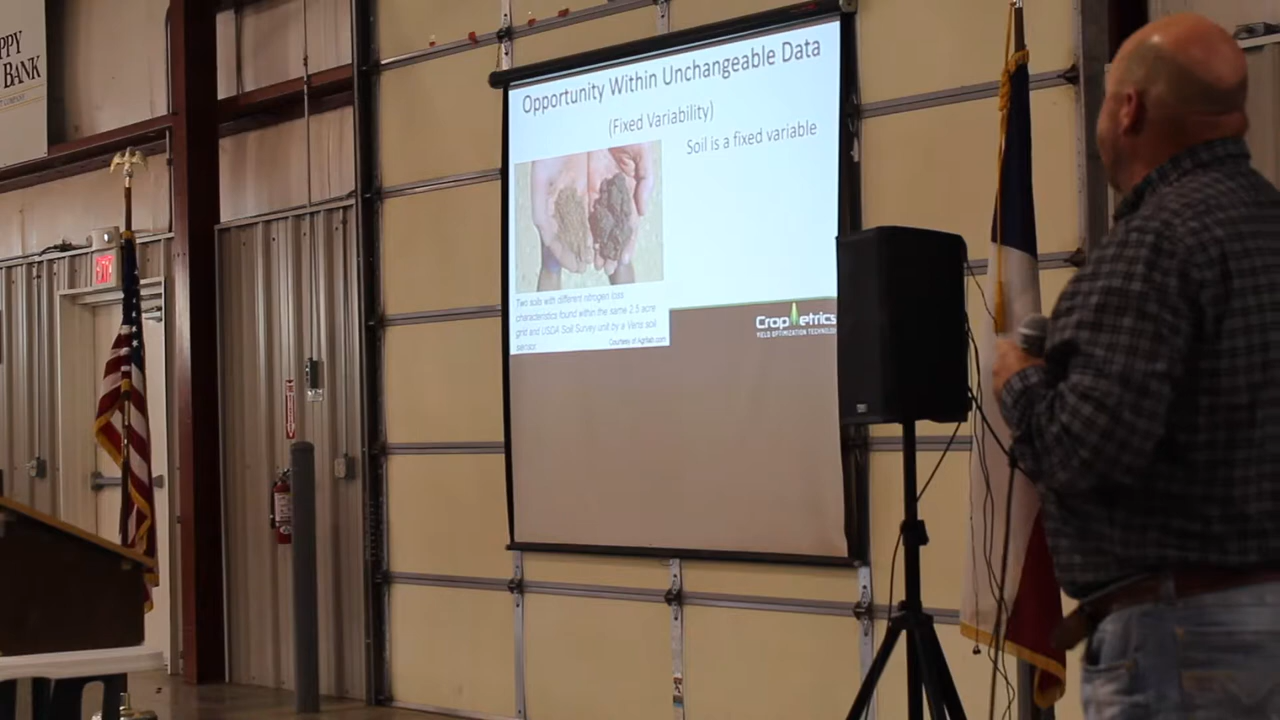 PPY
BANK
Opportunity Within Unchangeable Data
(Fixed Variability)
Soil is a fixed variable
Two soils with different nitrogen loss
characteristics found within the same 2.5 acre
grid and USDA Soil Survey unit by a Veris soil
sensor.
Courtesy of Agrilab.com
CropMetrics
YIELD OPTIMIZATION TECHNOLOG
EXIT